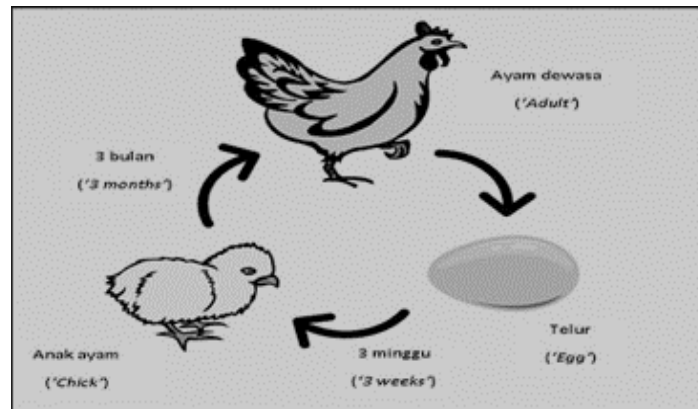 Ayam dewasa
('Adult')
3 bulan
('3 months')
Telur
('Egg')
3 minggu
('3 weeks')
Anak ayam
('Chick')